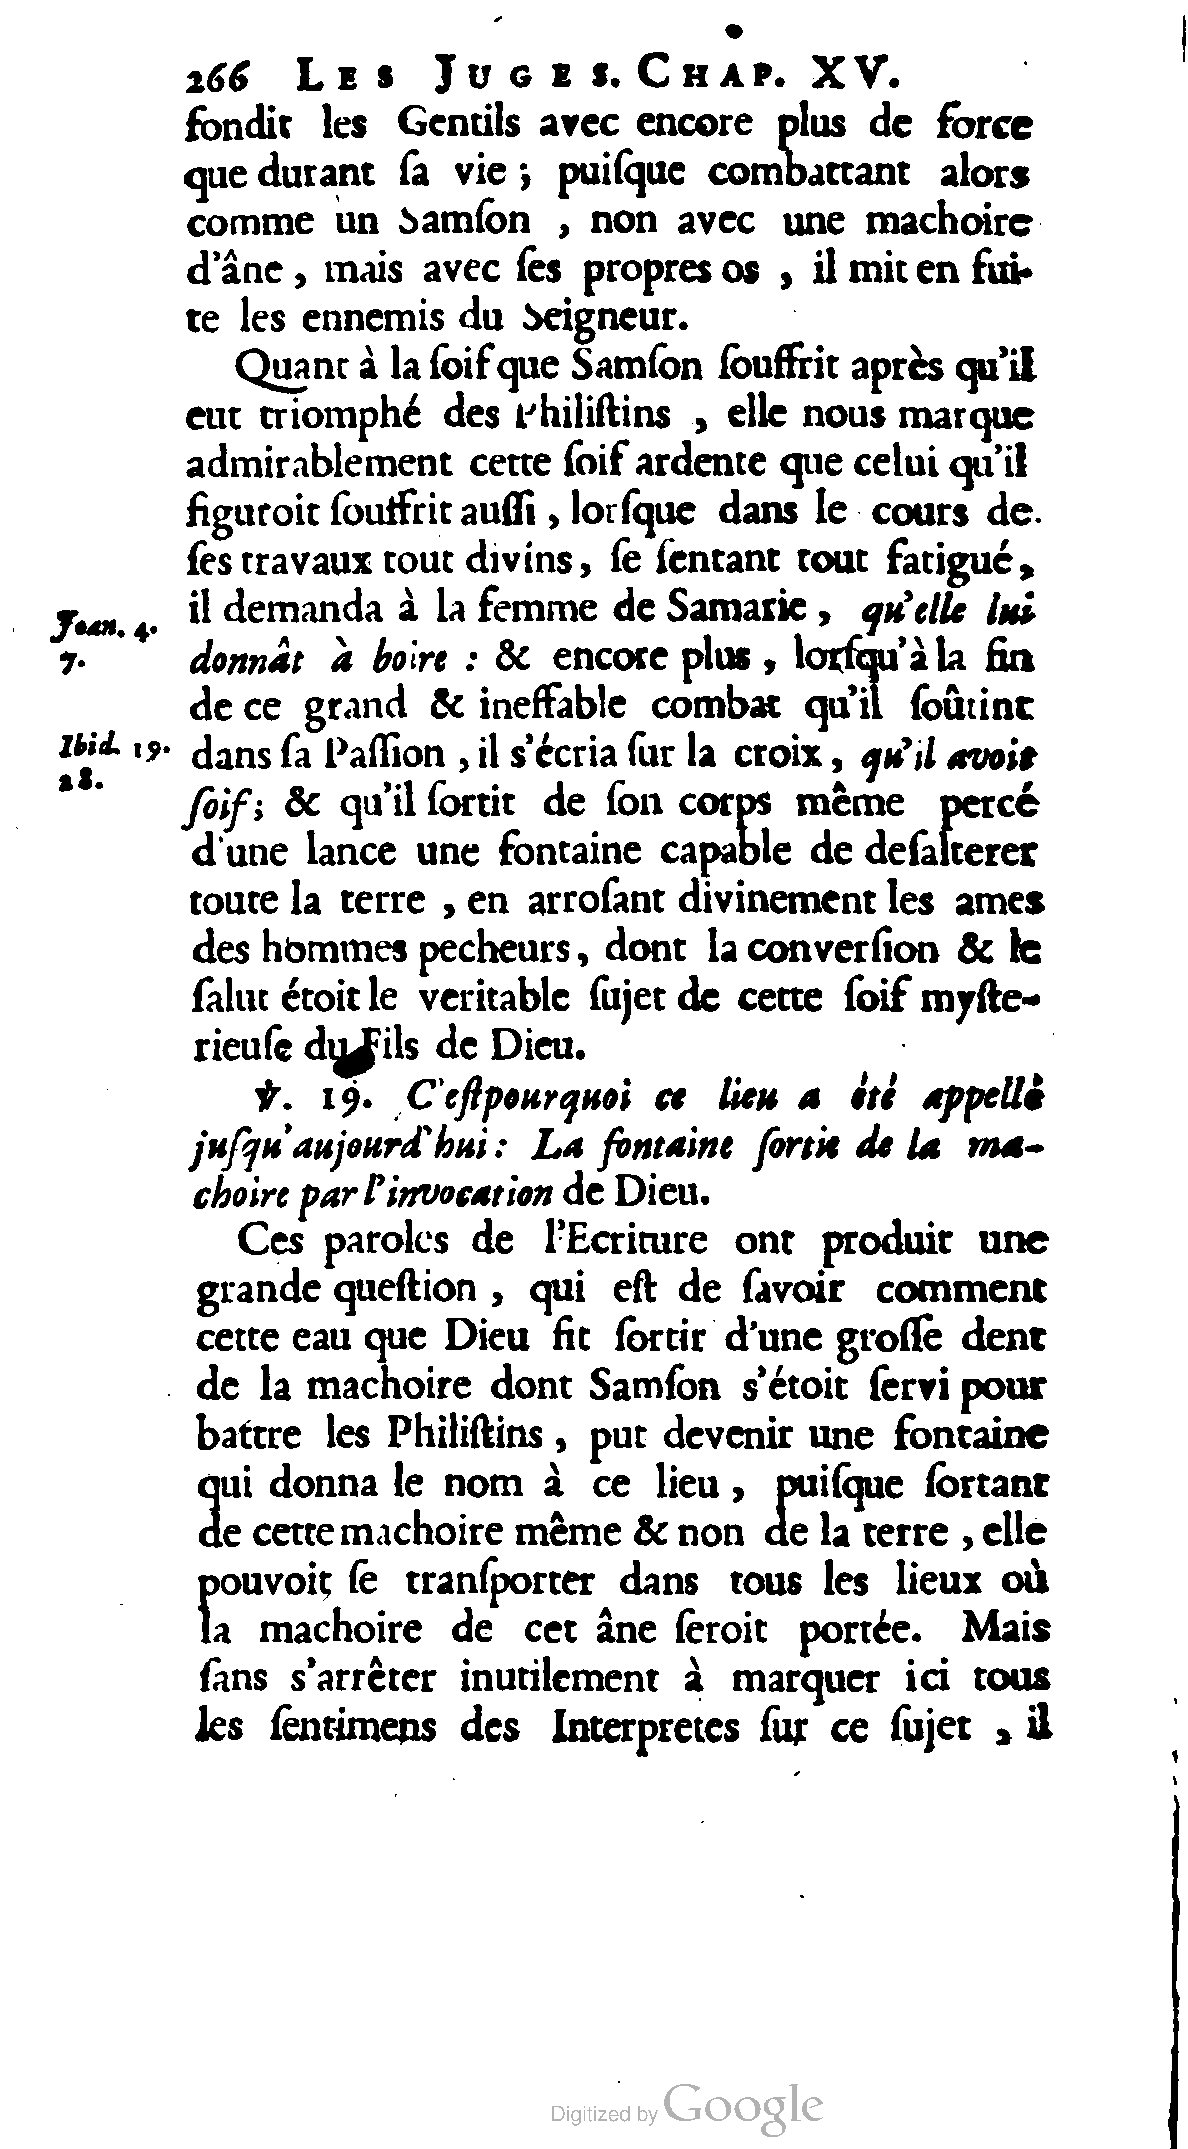 266 LES JUGES. CHAP. XV.
fondit les Gentils avec encore plus de force
que durant ſa vie ; puiſque combattant alors
comme un Samſon , non avec une machoire
d'âne , mais avec ſes propres os , il mit en fui-
te les ennemis du Seigneur.
Quant à la ſoif que Samſon ſouffrit après qu'il
eut triomphé des Philiſtins , elle nous marque
admirablement cette ſoif ardente que celui qu'il
figuroit ſouffrit auſſi , lorſque dans le cours de
ſes travaux tout divins, ſe ſentant tout fatigué,
il demanda à la femme de Samarie , qu'elle lui
Joan. 4.
7.
donnât à boire : & encore plus , lorſqu'à la fin
de ce grand & ineffable combat qu'il ſoûtint
Ibid. 19.
28.
dans ſa Paſſion , il s'écria ſur la croix , qu'il avoit
ſoif ; & qu'il ſortit de ſon corps même percé
d'une lance une fontaine capable de deſalterer
toute la terre , en arroſant divinement les ames
des hommes pecheurs, dont la converſion & le
ſalut étoit le veritable ſujet de cette ſoif myſte-
rieuſe du Fils de Dieu.
℣. 19. C'eſtpourquoi ce lieu a été appellé
juſqu'aujourd'hui : La fontaine ſortie de la ma-
choire par l'invocation de Dieu.
Ces paroles de l'Ecriture ont produit une
grande queſtion , qui eſt de ſavoir comment
cette eau que Dieu fit ſortir d'une groſſe dent
de la machoire dont Samſon s'étoit ſervi pour
battre les Philiſtins , put devenir une fontaine
qui donna le nom à ce lieu , puiſque ſortant
de cette machoire même & non de la terre , elle
pouvoit ſe tranſporter dans tous les lieux où
la machoire de cet âne ſeroit portée. Mais
ſans s'arrêter inutilement à marquer ici tous
les ſentimens des Interpretes ſur ce ſujet , il
Digitized by Google